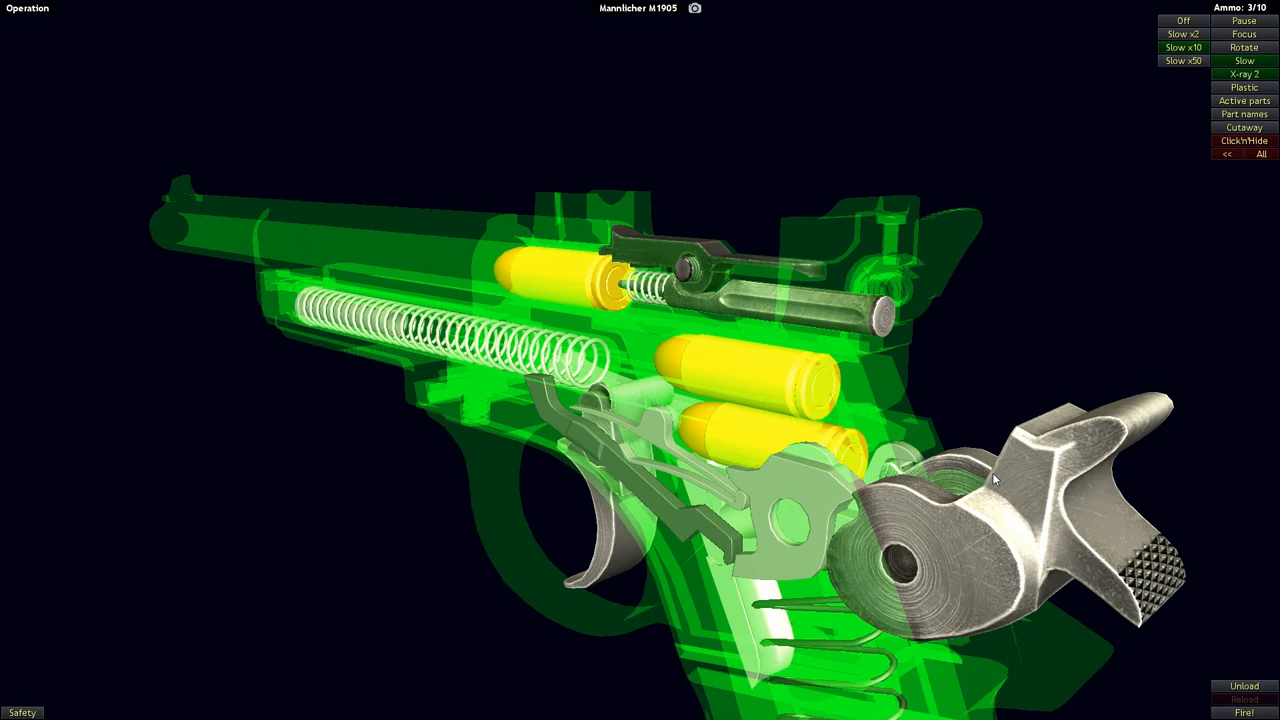 Operation
Mannlicher M1905
Ammo: 3/10
Off Pause
Slow x2 Focus
Slow x10 Rotate
Slow x50 Slow
X-ray 2
Plastic
Active parts
Part names
Cutaway
Click'n'Hide
<< All
Unload
Reload
Safety
Fire!